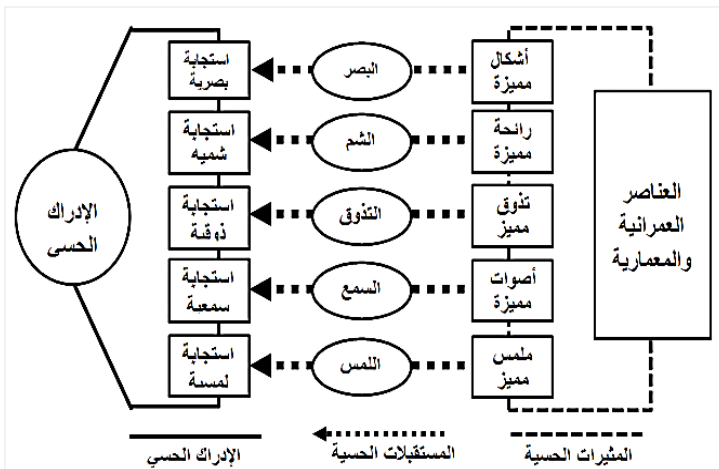 العناصر
العمرانية
والمعمارية
أشكال
مميزة
البصر
استجابة
بصرية
رائحة
مميزة
الشم
استجابة
شميه
تذوق
مميز
التذوق
استجابة
ذوقية
أصوات
مميزة
السمع
استجابة
سمعية
ملمس
مميز
اللمس
استجابة
لمسية
الإدراك
الحسى
المثيرات الحسية
المستقبلات الحسية
الإدراك الحسي